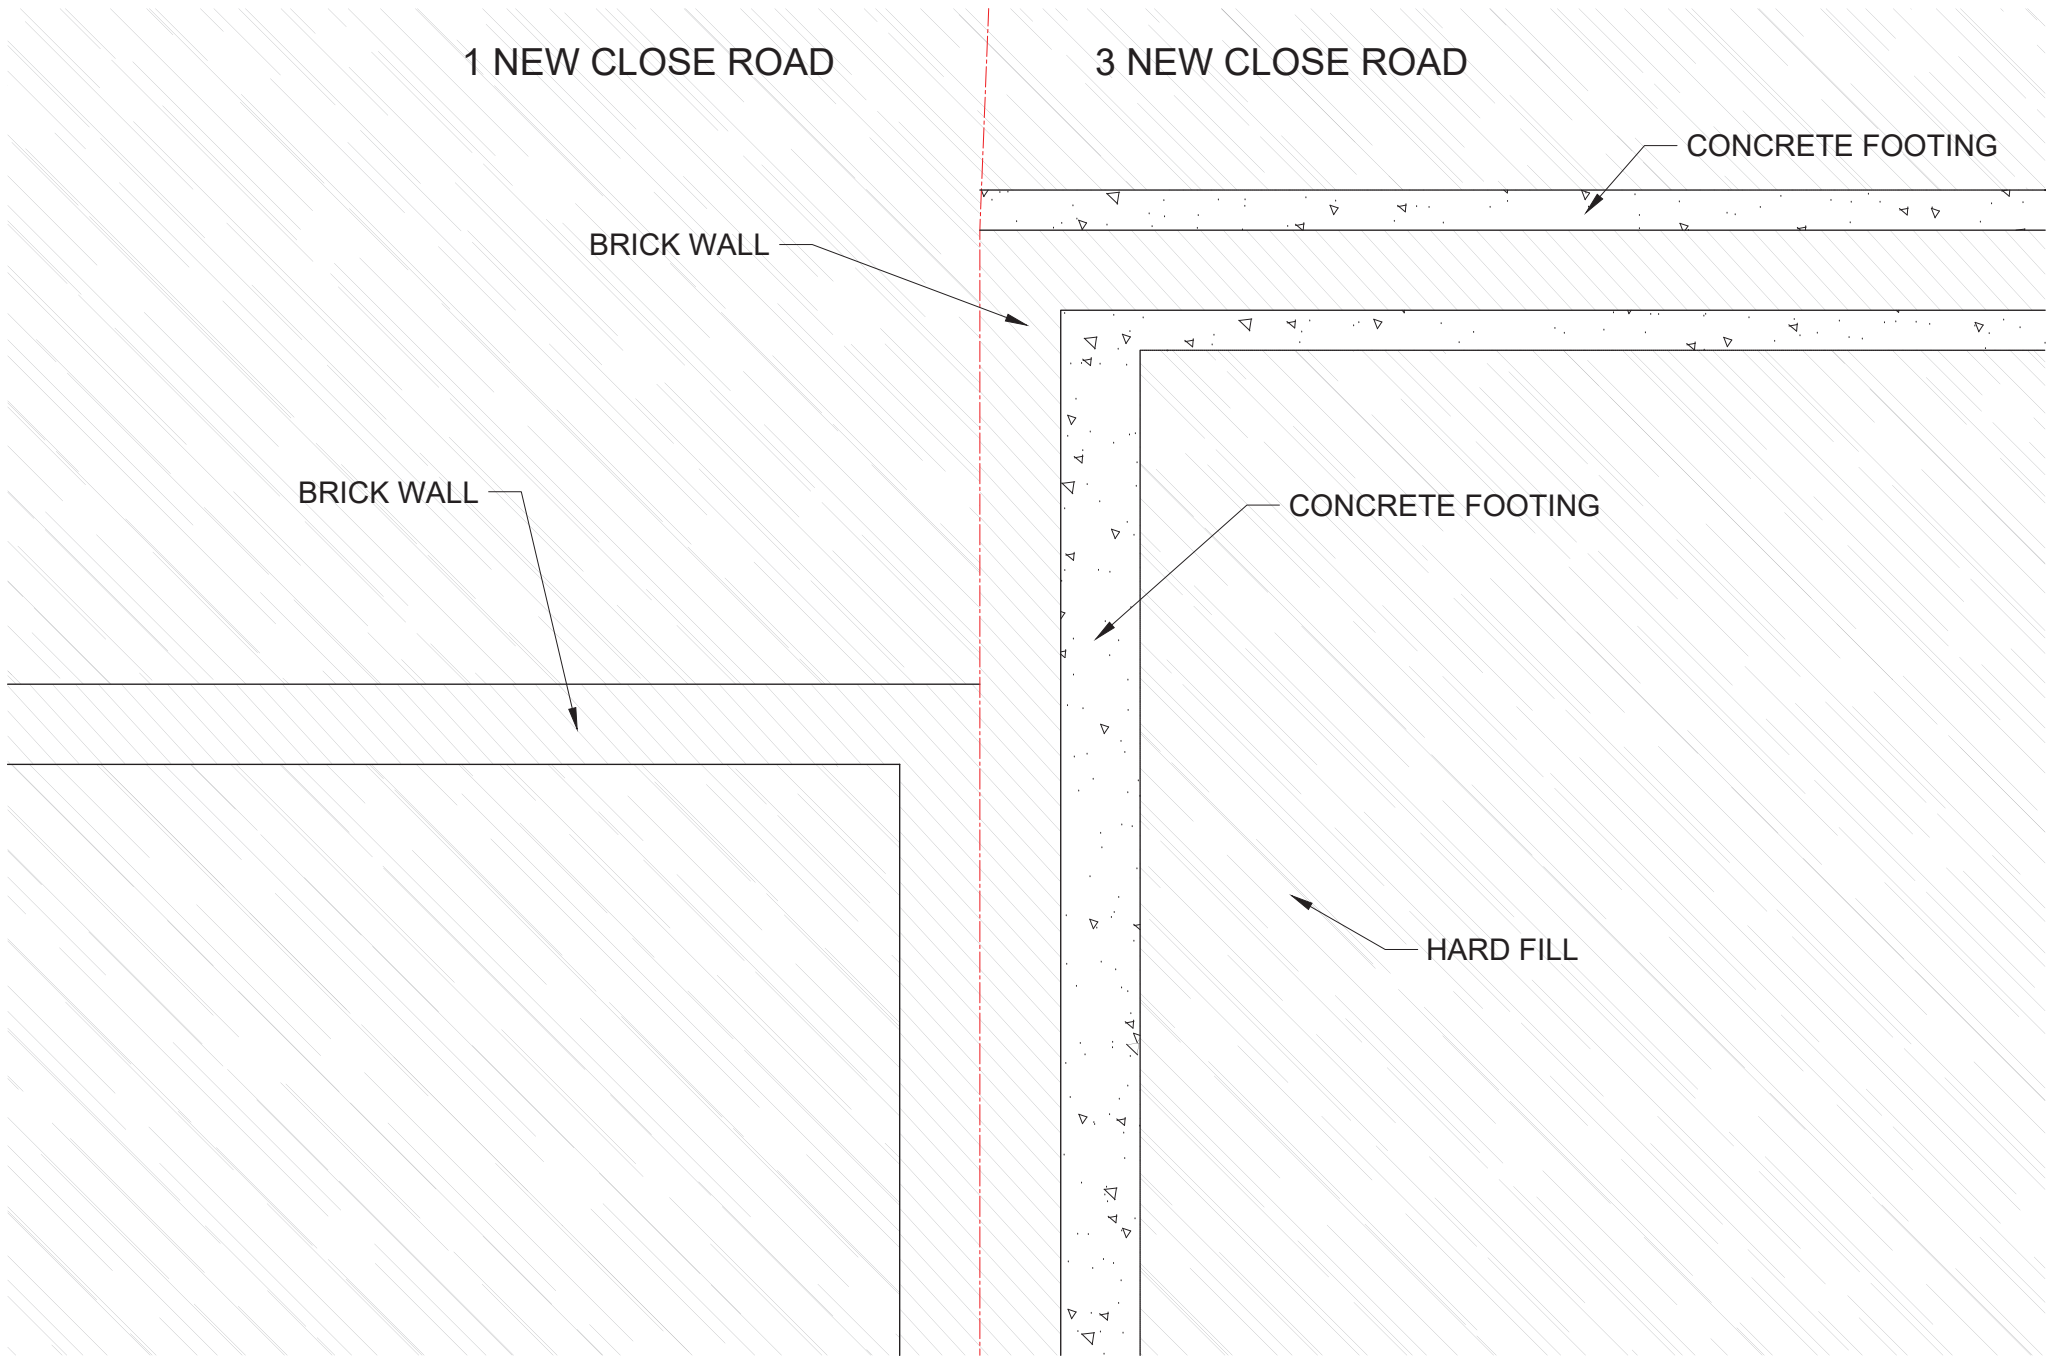 1 NEW CLOSE ROAD
3 NEW CLOSE ROAD
CONCRETE FOOTING
BRICK WALL
BRICK WALL
CONCRETE FOOTING
HARD FILL